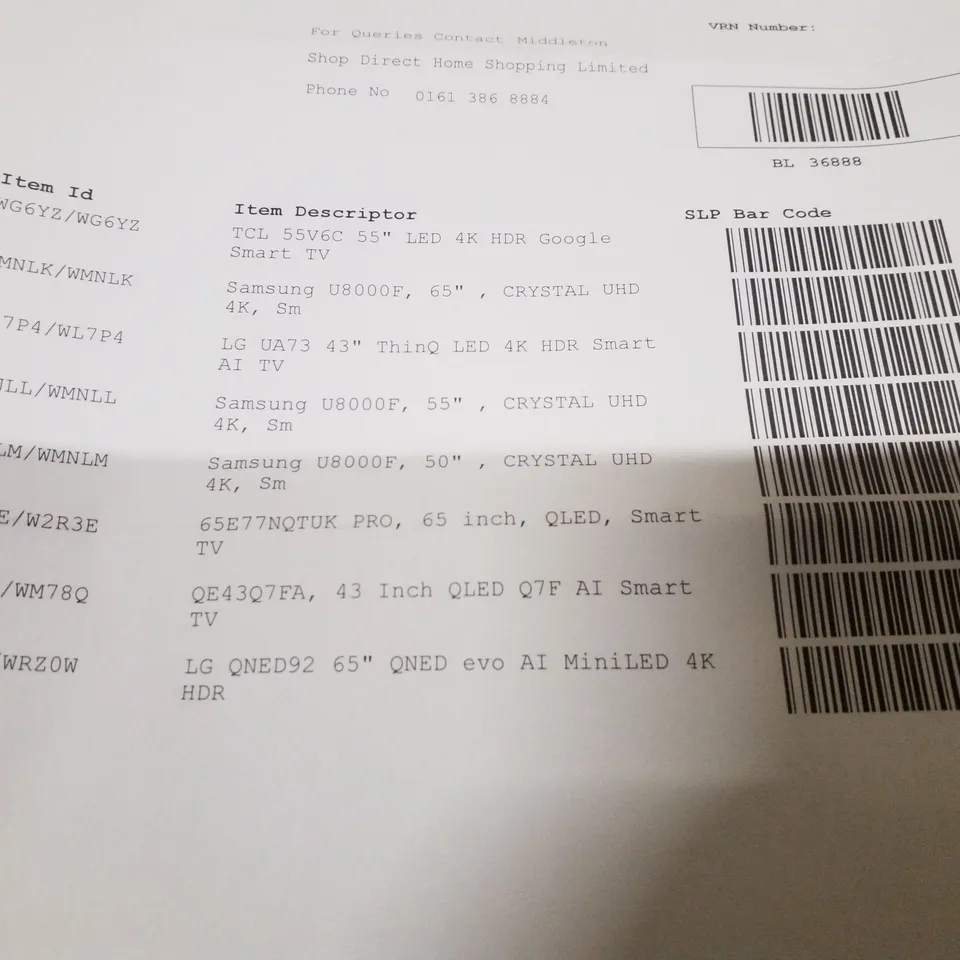 For Queries Contact Middleton
VRN Number:
Shop Direct Home Shopping Limited
Phone No 0161 386 8884
BL 36888
Item Id
Item Descriptor
SLP Bar Code
WG6YZ/WG6YZ
TCL 55V6C 55" LED 4K HDR Google
Smart TV
MNLK/WMNLK
Samsung U8000F, 65" , CRYSTAL UHD
4K, Sm
7P4/WL7P4
LG UA73 43" ThinQ LED 4K HDR Smart
AI TV
NLL/WMNLL
Samsung U8000F, 55" , CRYSTAL UHD
4K, Sm
LM/WMNLM
Samsung U8000F, 50" , CRYSTAL UHD
4K, Sm
E/W2R3E
65E77NQTUK PRO, 65 inch, QLED, Smart
TV
/WM78Q
QE43Q7FA, 43 Inch QLED Q7F AI Smart
TV
/WRZ0W
LG QNED92 65" QNED evo AI MiniLED 4K
HDR